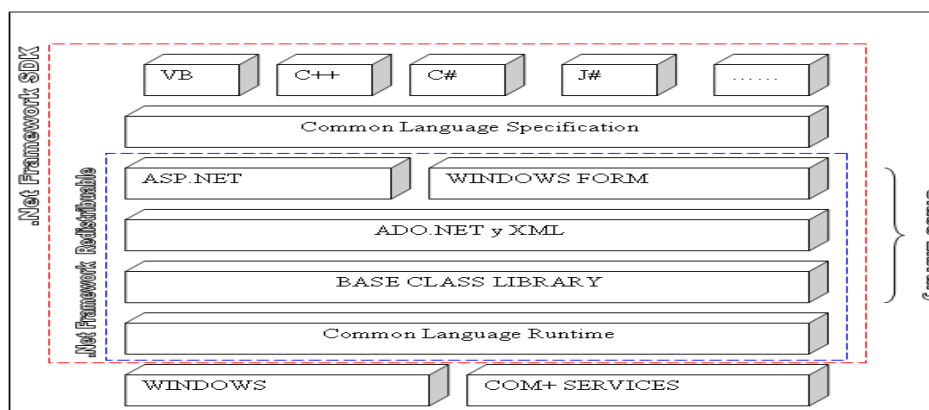 .Net Framework SDK
VB
C++
C#
J#
......
Common Language Specification
.Net Framework Redistribuable
ASP.NET
WINDOWS FORM
ADO.NET y XML
BASE CLASS LIBRARY
Common Language Runtime
WINDOWS
COM+ SERVICES